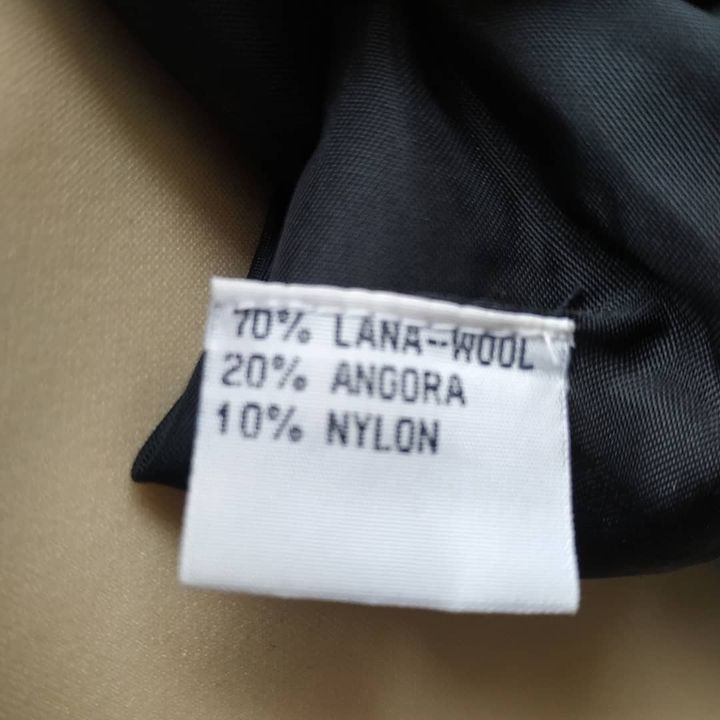 70% LANA--WOOL
20% ANGORA
10% NYLON